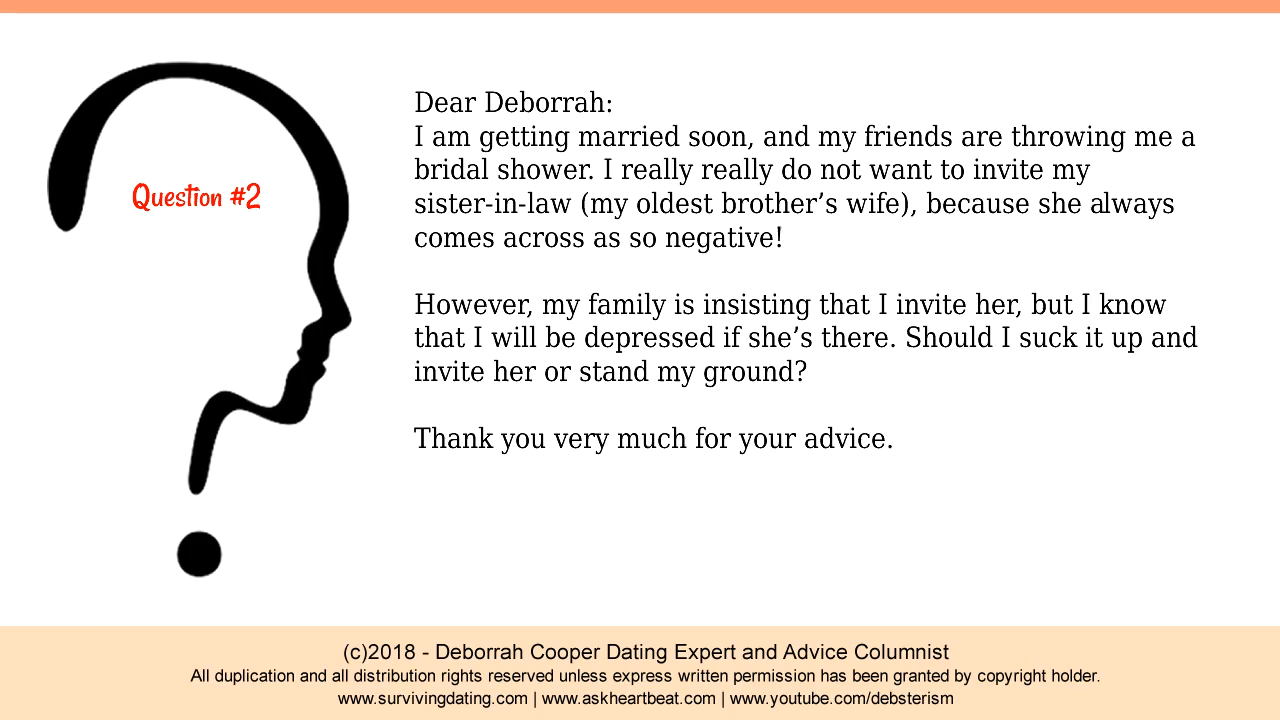 Question #2
Dear Deborrah:
I am getting married soon, and my friends are throwing me a
bridal shower. I really really do not want to invite my
sister-in-law (my oldest brother’s wife), because she always
comes across as so negative!
However, my family is insisting that I invite her, but I know
that I will be depressed if she’s there. Should I suck it up and
invite her or stand my ground?
Thank you very much for your advice.
(c)2018 - Deborrah Cooper Dating Expert and Advice Columnist
All duplication and all distribution rights reserved unless express written permission has been granted by copyright holder.
www.survivingdating.com | www.askheartbeat.com | www.youtube.com/debsterism